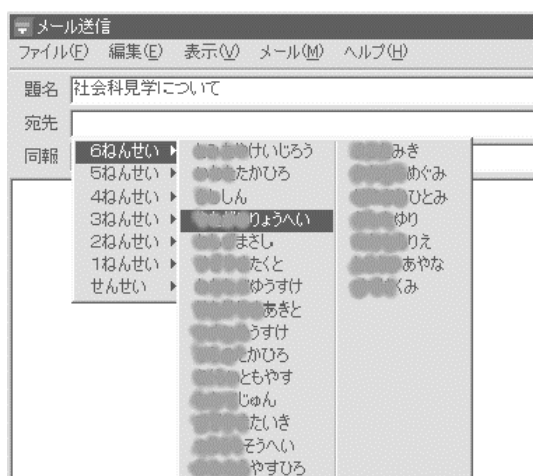 メール送信
ファイル(F) 編集(E) 表示(V) メール(M) ヘルプ(H)
題名 社会科見学について
宛先
同報
6ねんせい
5ねんせい
4ねんせい
3ねんせい
2ねんせい
1ねんせい
せんせい
けいじろう
たかひろ
しん
りょうへい
まさし
たくと
ゆうすけ
あきと
うすけ
かひろ
ともやす
じゅん
たいき
そうへい
やすひろ
みき
めぐみ
ひとみ
ゆり
りえ
あやな
くみ